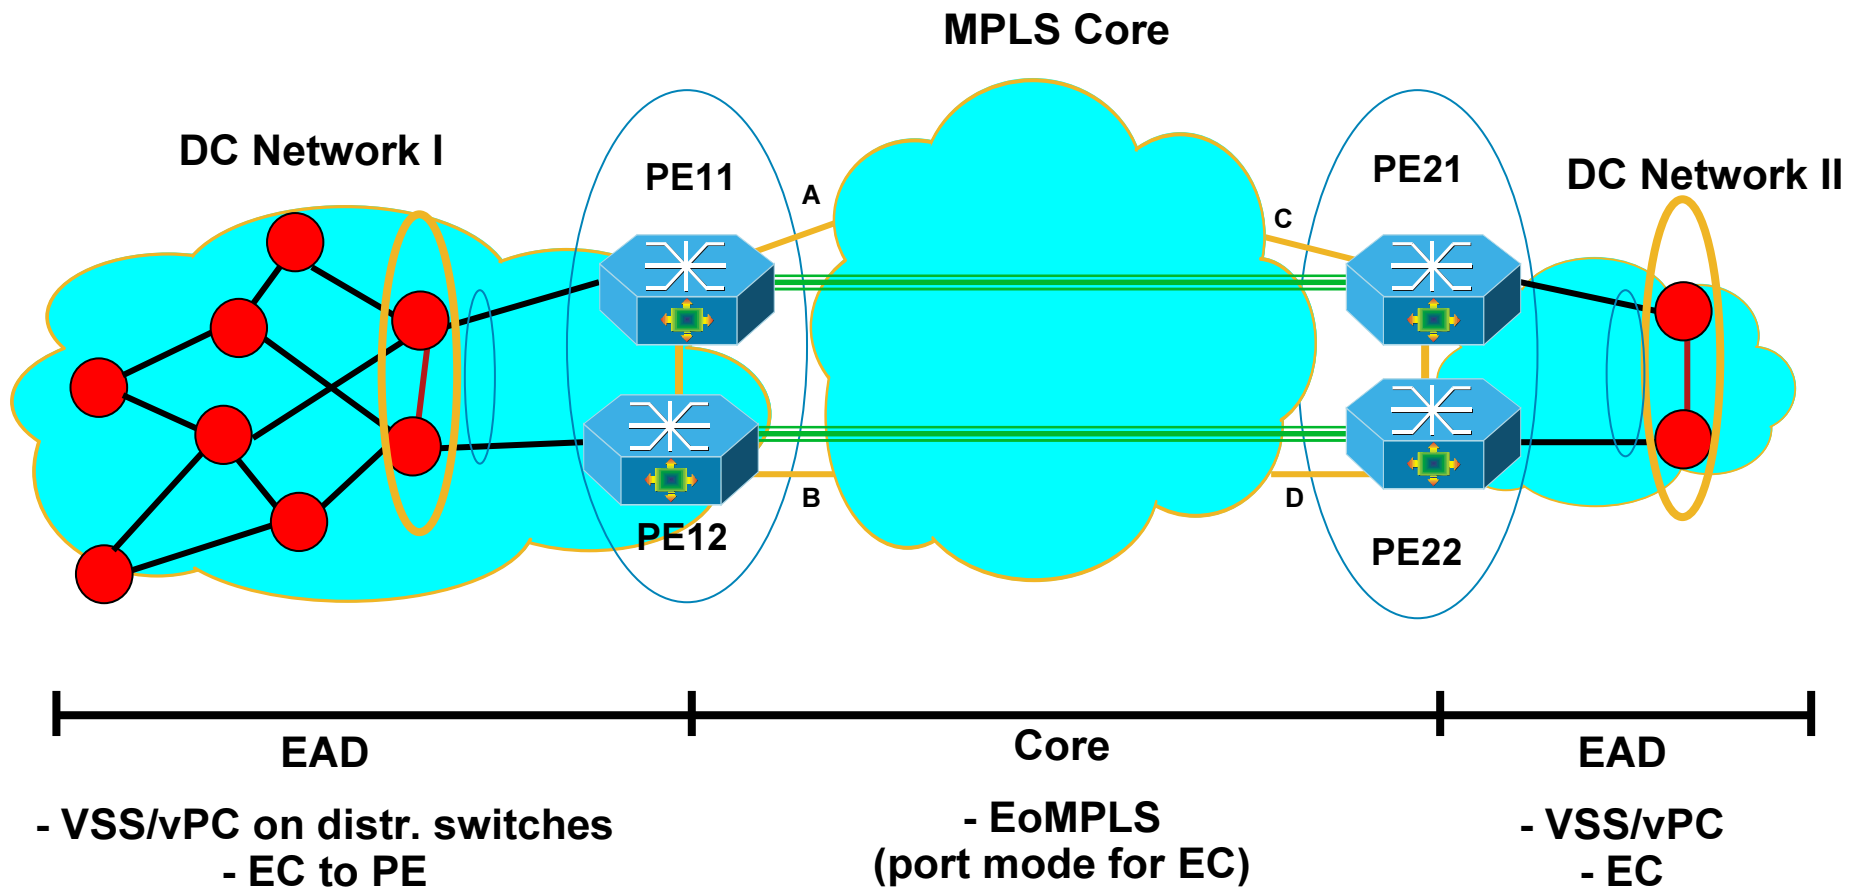 MPLS Core
DC Network I
PE11
PE21
DC Network II
A
C
B
D
PE12
PE22
EAD
Core
EAD
- VSS/vPC on distr. switches
- EC to PE
- EoMPLS
(port mode for EC)
- VSS/vPC
- EC